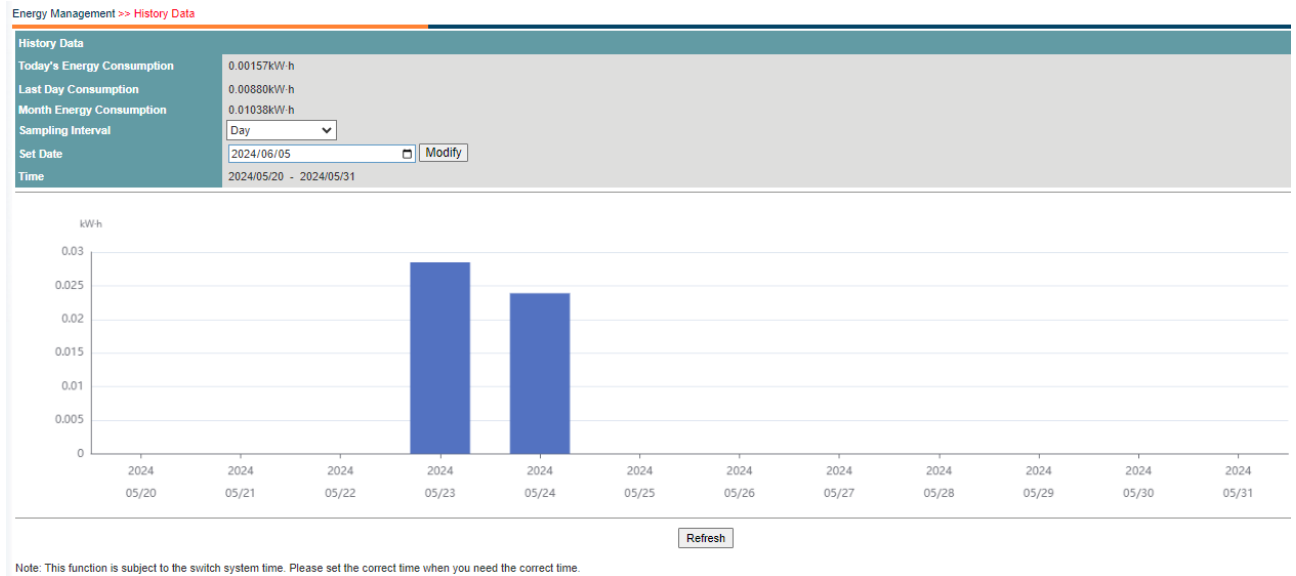 Energy Management >> History Data
History Data
Today's Energy Consumption 0.00157kW·h
Last Day Consumption 0.00880kW·h
Month Energy Consumption 0.01038kW·h
Sampling Interval Day
Set Date 2024/06/05 Modify
Time 2024/05/20 - 2024/05/31
kW·h
0.03
0.025
0.02
0.015
0.01
0.005
0
2024 2024 2024 2024 2024 2024 2024 2024 2024 2024 2024 2024
05/20 05/21 05/22 05/23 05/24 05/25 05/26 05/27 05/28 05/29 05/30 05/31
Refresh
Note: This function is subject to the switch system time. Please set the correct time when you need the correct time.